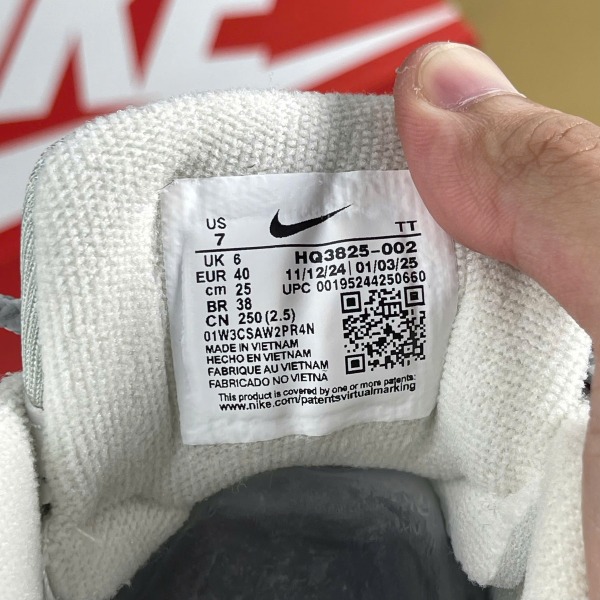 US
7
TT
UK 6
EUR 40
cm 25
BR 38
CN 250 (2.5)
HQ3825-002
11/12/24 | 01/03/25
UPC 00195244250660
01W3CSAW2PR4N
MADE IN VIETNAM
HECHO EN VIETNAM
FABRIQUE AU VIETNAM
FABRICADO NO VIETNA
This product is covered by one or more patents:
www.nike.com/patentsvirtualmarking